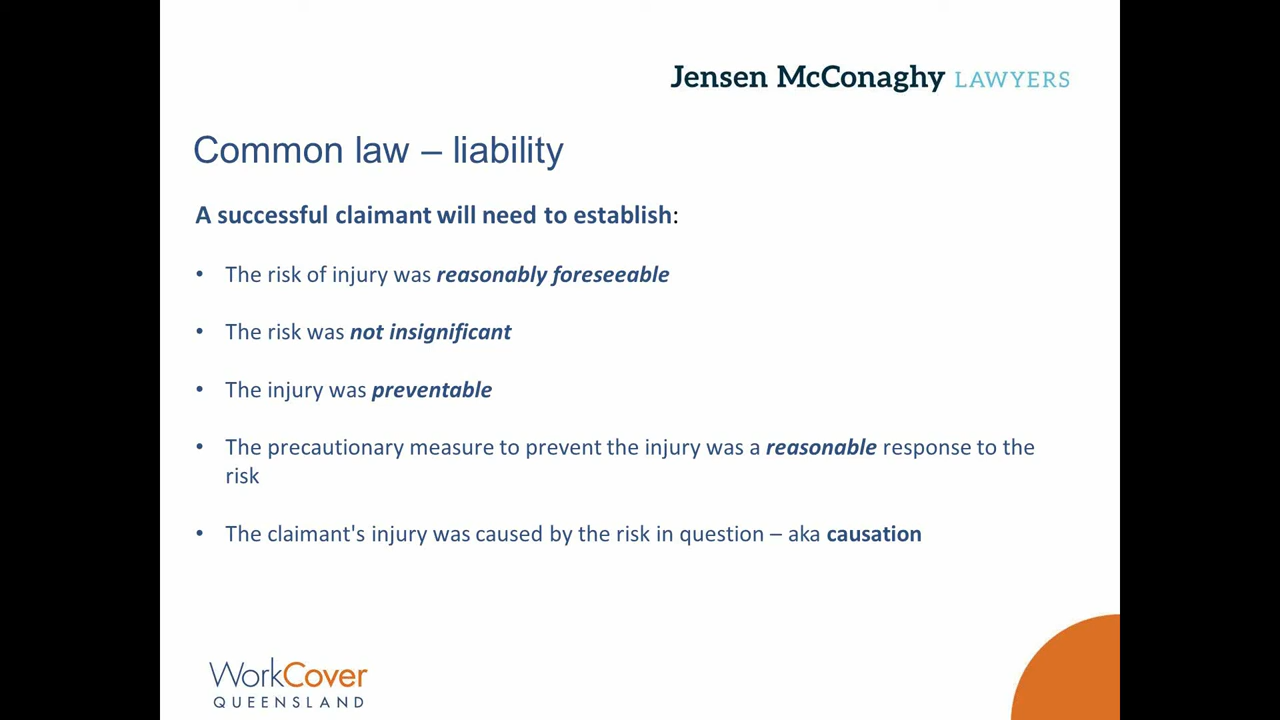 Jensen McConaghy LAWYERS
Common law – liability
A successful claimant will need to establish:
• The risk of injury was reasonably foreseeable
• The risk was not insignificant
• The injury was preventable
• The precautionary measure to prevent the injury was a reasonable response to the
risk
• The claimant's injury was caused by the risk in question – aka causation
WorkCover
QUEENSLAND